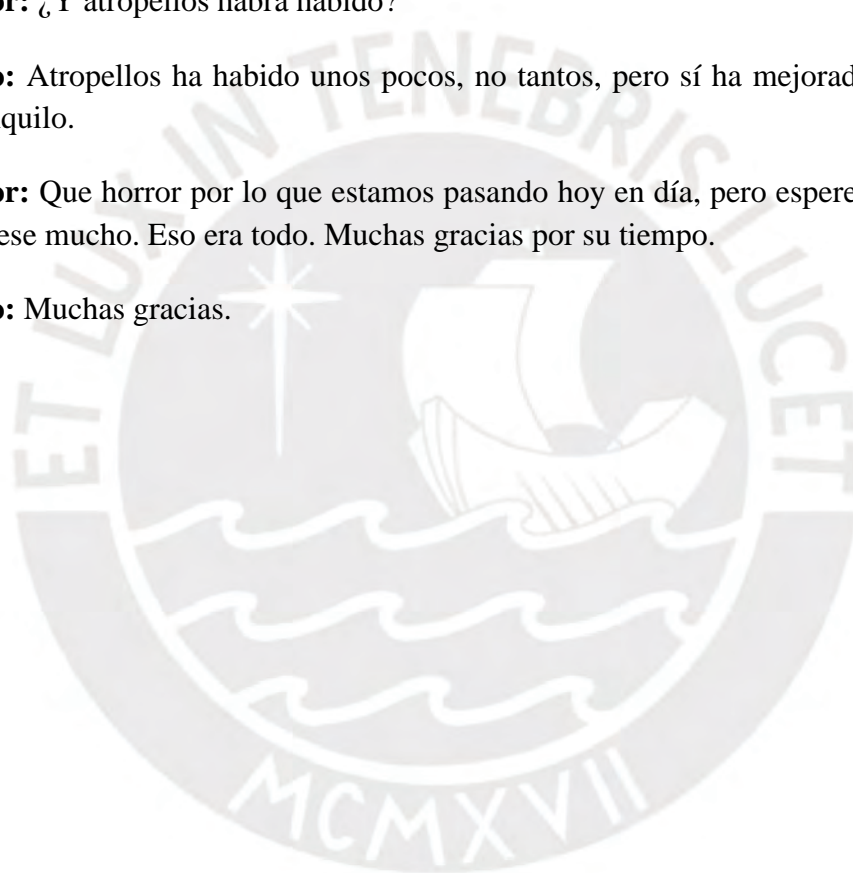 or: ¿Y atropellos habrá habido?
o: Atropellos ha habido unos pocos, no tantos, pero sí ha mejorad
quilo.
or: Que horror por lo que estamos pasando hoy en día, pero espere
ese mucho. Eso era todo. Muchas gracias por su tiempo.
o: Muchas gracias.
ET LUX IN TENEBRIS LUCET
MCMXVII